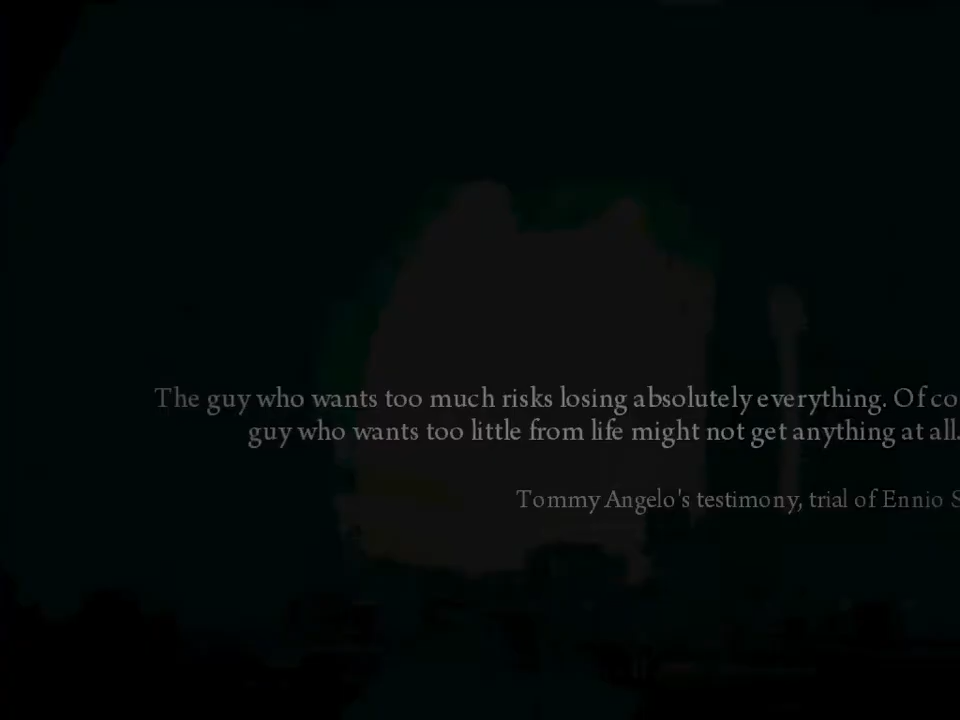 The guy who wants too much risks losing absolutely everything. Of co
guy who wants too little from life might not get anything at all.
Tommy Angelo's testimony, trial of Ennio S